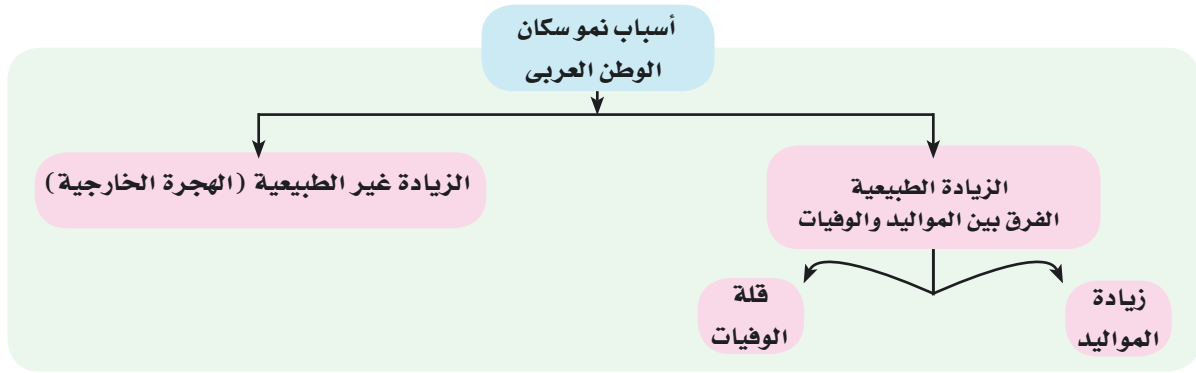 أسباب نمو سكان
الوطن العربى
الزيادة الطبيعية
الفرق بين المواليد والوفيات
الزيادة غير الطبيعية (الهجرة الخارجية)
زيادة
المواليد
قلة
الوفيات